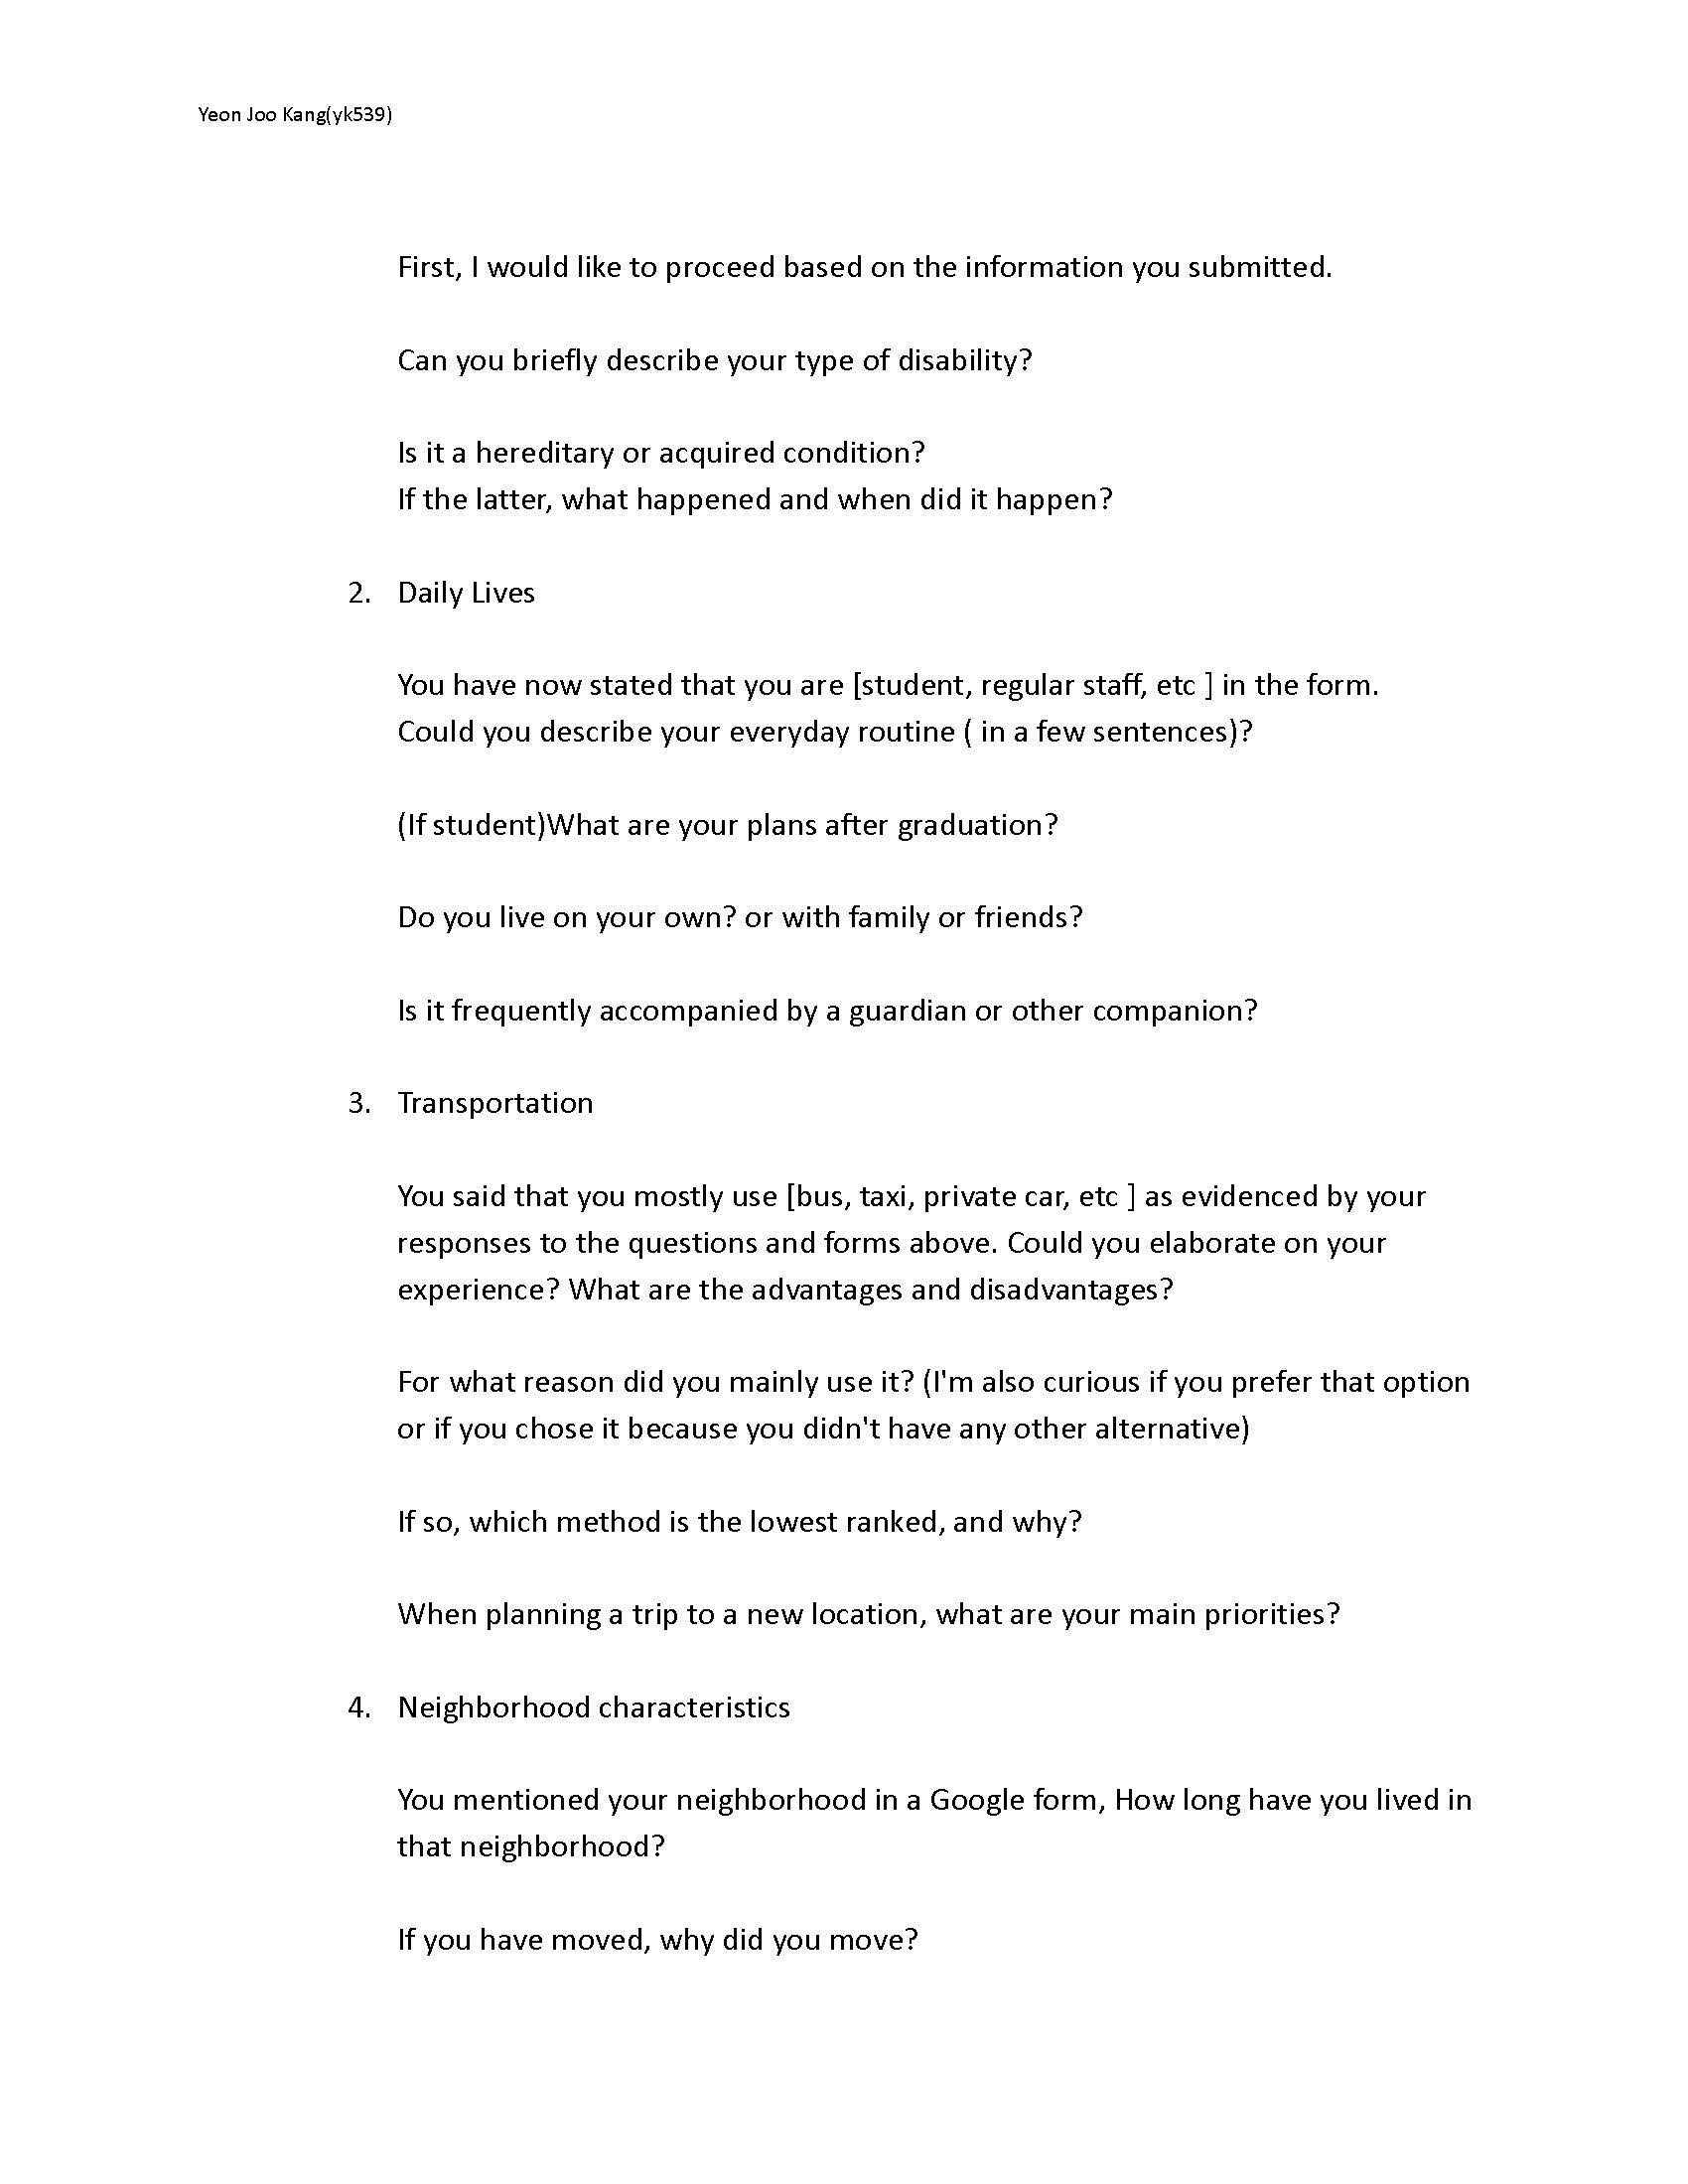 Yeon Joo Kang(yk539)
First, I would like to proceed based on the information you submitted.
Can you briefly describe your type of disability?
Is it a hereditary or acquired condition?
If the latter, what happened and when did it happen?
2. Daily Lives
You have now stated that you are [student, regular staff, etc ] in the form.
Could you describe your everyday routine ( in a few sentences)?
(If student)What are your plans after graduation?
Do you live on your own? or with family or friends?
Is it frequently accompanied by a guardian or other companion?
3. Transportation
You said that you mostly use [bus, taxi, private car, etc ] as evidenced by your
responses to the questions and forms above. Could you elaborate on your
experience? What are the advantages and disadvantages?
For what reason did you mainly use it? (I'm also curious if you prefer that option
or if you chose it because you didn't have any other alternative)
If so, which method is the lowest ranked, and why?
When planning a trip to a new location, what are your main priorities?
4. Neighborhood characteristics
You mentioned your neighborhood in a Google form, How long have you lived in
that neighborhood?
If you have moved, why did you move?